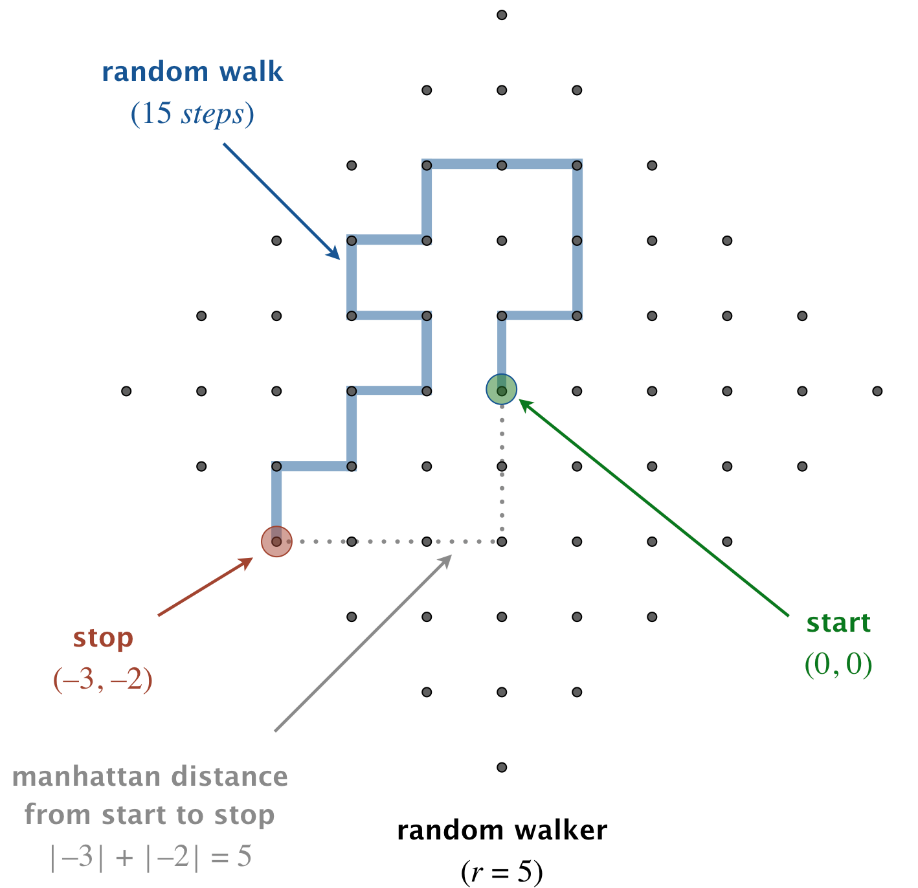 random walk
(15 steps)
start
(0, 0)
stop
(–3, –2)
manhattan distance
from start to stop
|–3| + |–2| = 5
random walker
(r = 5)